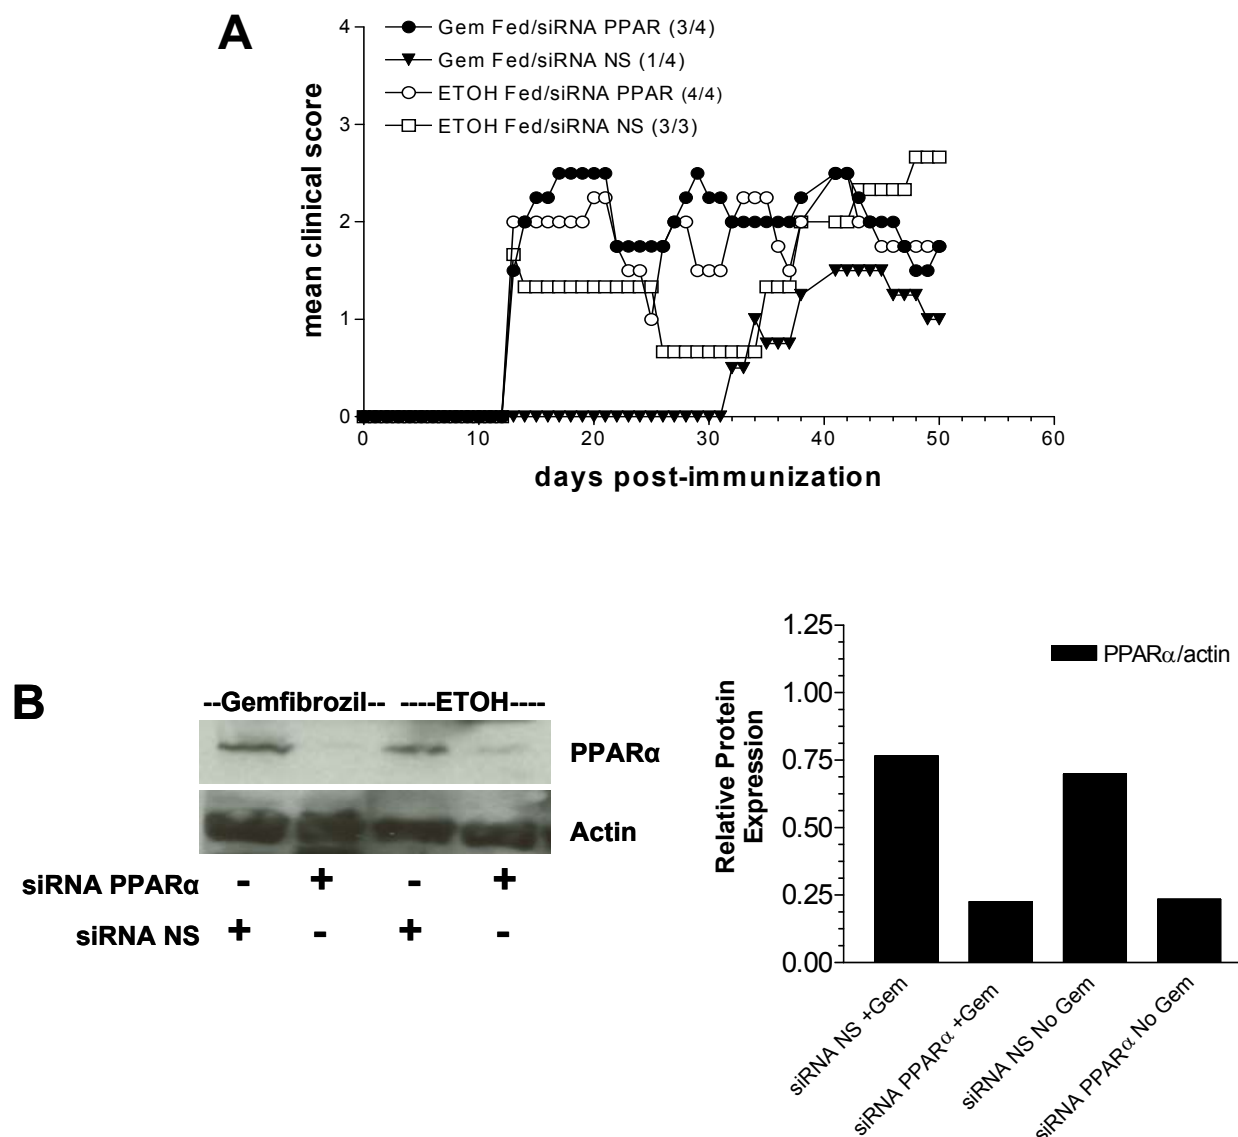 A
4
3
2
1
0
mean clinical score
Gem Fed/siRNA PPAR (3/4)
Gem Fed/siRNA NS (1/4)
ETOH Fed/siRNA PPAR (4/4)
ETOH Fed/siRNA NS (3/3)
0 10 20 30 40 50 60
days post-immunization
B
--Gemfibrozil-- ----ETOH----
PPARα
Actin
siRNA PPARα - + - +
siRNA NS + - + -
1.25
1.00
0.75
0.50
0.25
0.00
Relative Protein
Expression
PPARα/actin
siRNA NS +Gem
siRNA PPARα +Gem
siRNA NS No Gem
siRNA PPARα No Gem